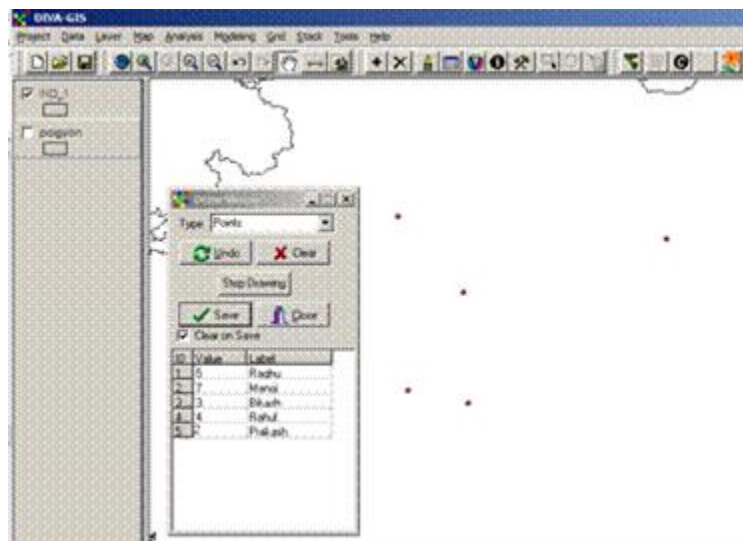 DIVA-GIS
Project Data Layer Map Analysis Modeling Grid Stack Tools Help
IND_1
polygon
Type Points
Undo Clear
Stop Drawing
Save Close
Clear on Save
ID Value Label
1 5 Raghu
2 7 Manoj
3 3 Bikash
4 4 Rahul
5 2 Prakash